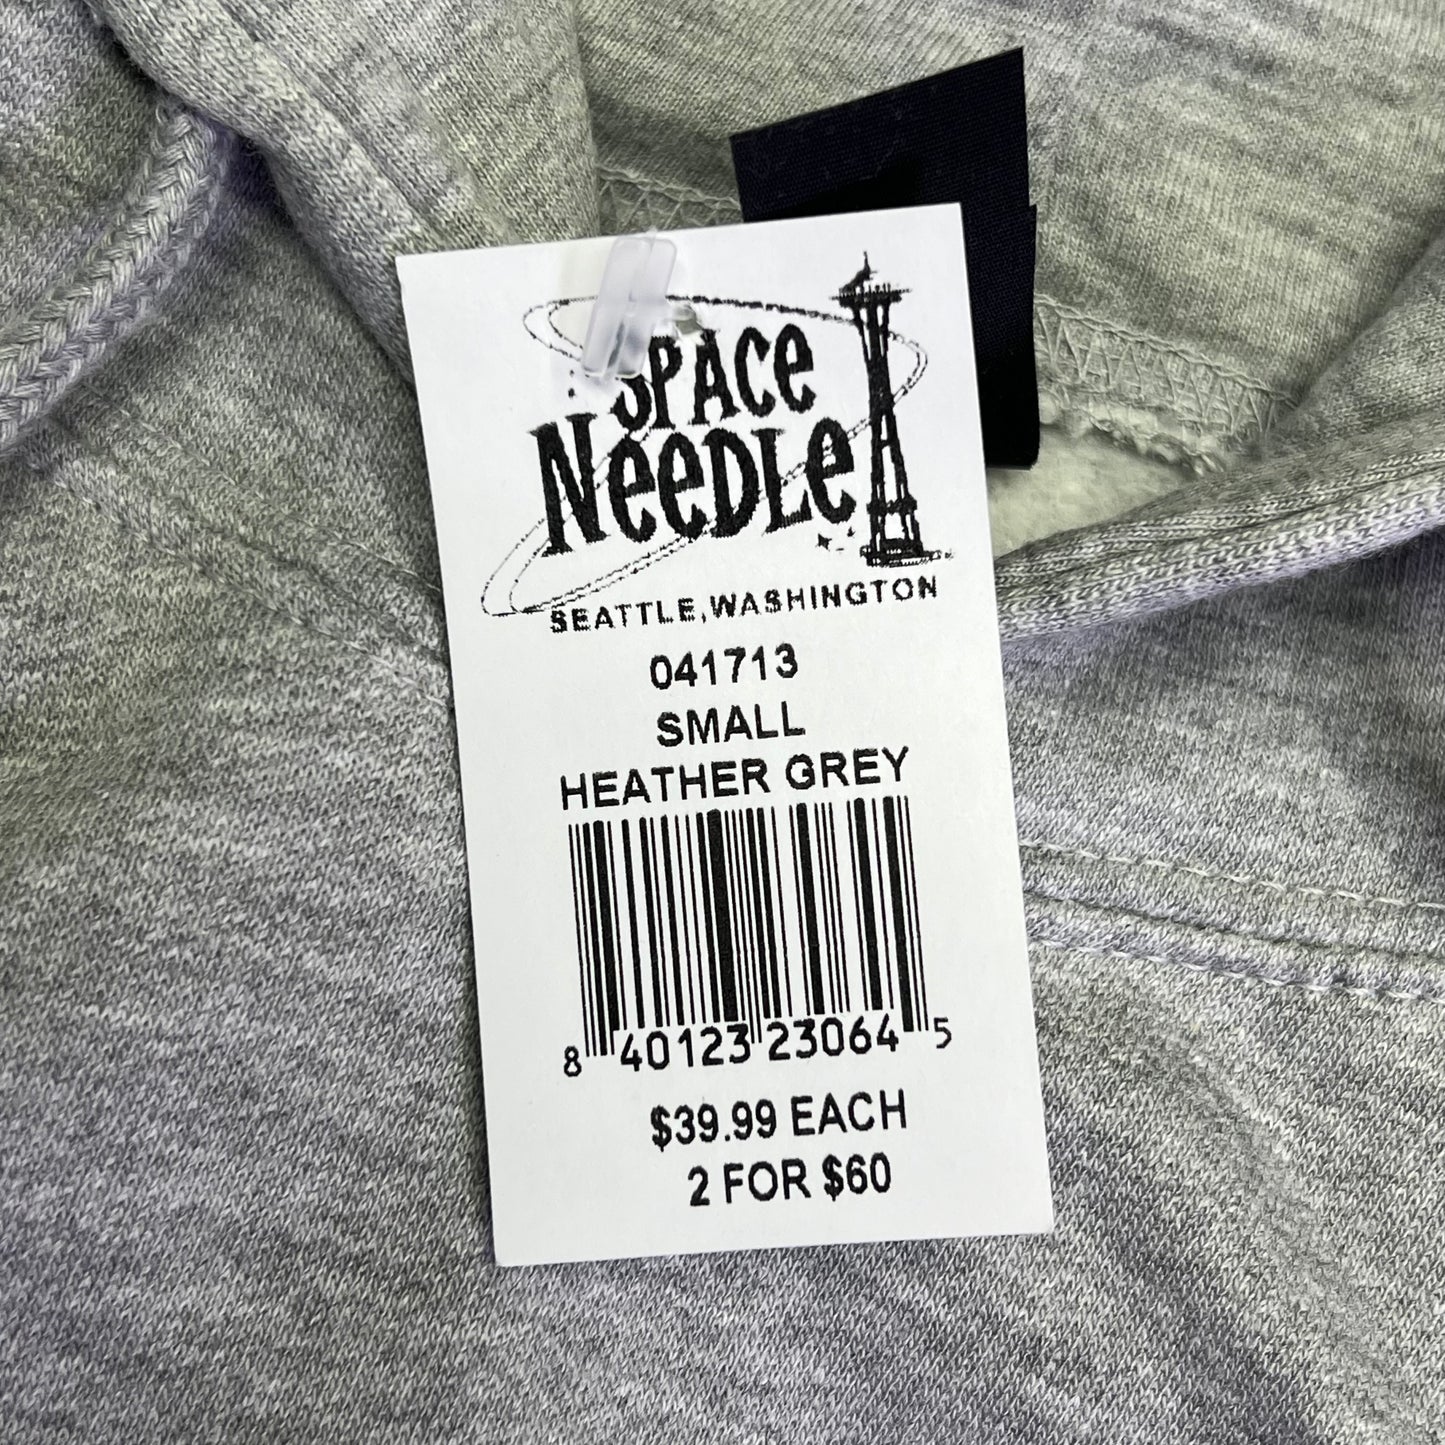 SPACE
NEEDLE
SEATTLE, WASHINGTON
041713
SMALL
HEATHER GREY
8 40123 23064 5
$39.99 EACH
2 FOR $60